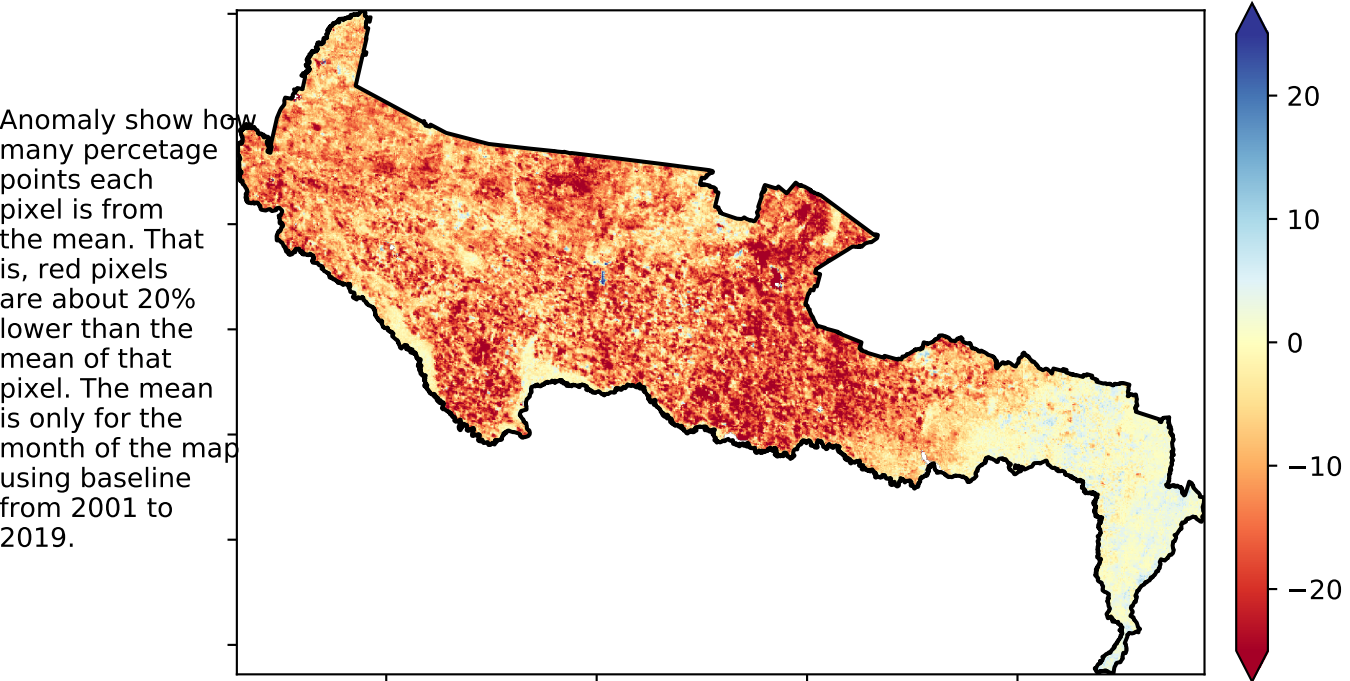 Anomaly show how
many percetage
points each
pixel is from
the mean. That
is, red pixels
are about 20%
lower than the
mean of that
pixel. The mean
is only for the
month of the map
using baseline
from 2001 to
2019.
20
10
0
−10
−20